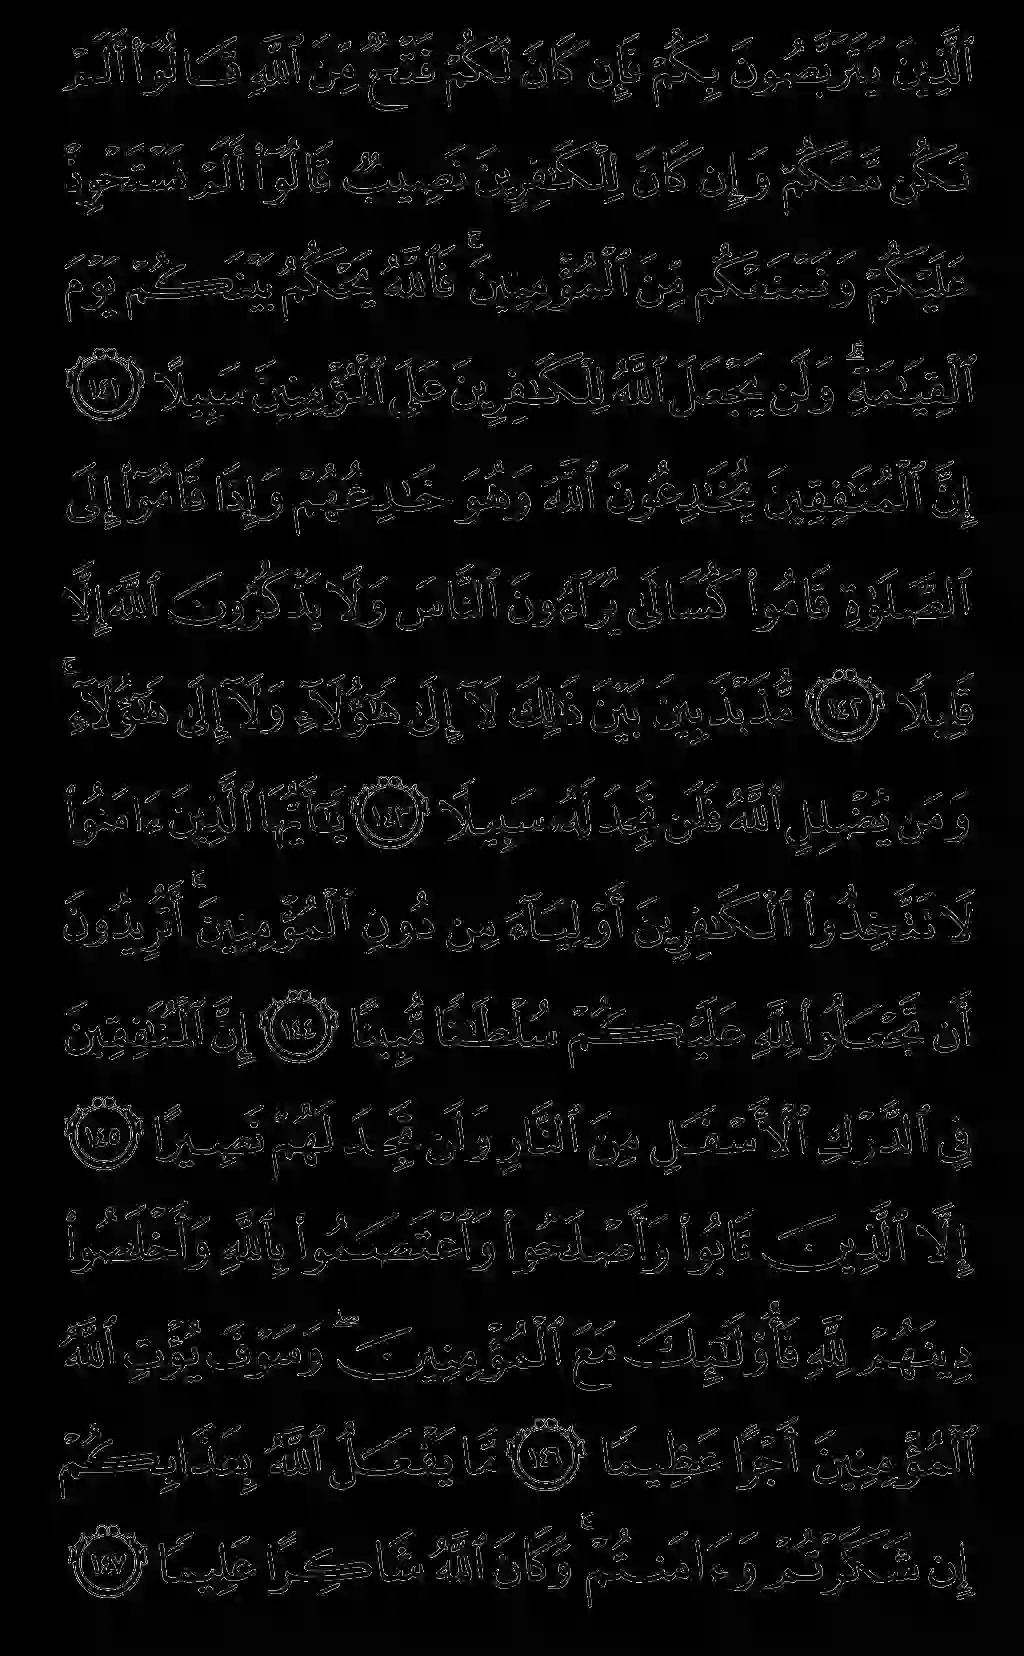 ٱلَّذِينَ يَتَرَبَّصُونَ بِكُمْ فَإِن كَانَ لَكُمْ فَتْحٌ مِّنَ ٱللَّهِ قَالُوٓا۟ أَلَمْ
نَكُن مَّعَكُمْ وَإِن كَانَ لِلْكَـٰفِرِينَ نَصِيبٌ قَالُوٓا۟ أَلَمْ نَسْتَحْوِذْ
عَلَيْكُمْ وَنَمْنَعْكُم مِّنَ ٱلْمُؤْمِنِينَ ۚ فَٱللَّهُ يَحْكُمُ بَيْنَكُمْ يَوْمَ
ٱلْقِيَـٰمَةِ ۗ وَلَن يَجْعَلَ ٱللَّهُ لِلْكَـٰفِرِينَ عَلَى ٱلْمُؤْمِنِينَ سَبِيلًا ١٤١
إِنَّ ٱلْمُنَـٰفِقِينَ يُخَـٰدِعُونَ ٱللَّهَ وَهُوَ خَـٰدِعُهُمْ وَإِذَا قَامُوٓا۟ إِلَى
ٱلصَّلَوٰةِ قَامُوا۟ كُسَالَىٰ يُرَآءُونَ ٱلنَّاسَ وَلَا يَذْكُرُونَ ٱللَّهَ إِلَّا
قَلِيلًا ١٤٢ مُّذَبْذَبِينَ بَيْنَ ذَٰلِكَ لَآ إِلَىٰ هَـٰٓؤُلَآءِ وَلَآ إِلَىٰ هَـٰٓؤُلَآءِ ۚ
وَمَن يُضْلِلِ ٱللَّهُ فَلَن تَجِدَ لَهُۥ سَبِيلًا ١٤٣ يَـٰٓأَيُّهَا ٱلَّذِينَ ءَامَنُوا۟
لَا تَتَّخِذُوا۟ ٱلْكَـٰفِرِينَ أَوْلِيَآءَ مِن دُونِ ٱلْمُؤْمِنِينَ ۚ أَتُرِيدُونَ
أَن تَجْعَلُوا۟ لِلَّهِ عَلَيْكُمْ سُلْطَـٰنًا مُّبِينًا ١٤٤ إِنَّ ٱلْمُنَـٰفِقِينَ
فِى ٱلدَّرْكِ ٱلْأَسْفَلِ مِنَ ٱلنَّارِ وَلَن تَجِدَ لَهُمْ نَصِيرًا ١٤٥
إِلَّا ٱلَّذِينَ تَابُوا۟ وَأَصْلَحُوا۟ وَٱعْتَصَمُوا۟ بِٱللَّهِ وَأَخْلَصُوا۟
دِينَهُمْ لِلَّهِ فَأُو۟لَـٰٓئِكَ مَعَ ٱلْمُؤْمِنِينَ ۖ وَسَوْفَ يُؤْتِ ٱللَّهُ
ٱلْمُؤْمِنِينَ أَجْرًا عَظِيمًا ١٤٦ مَّا يَفْعَلُ ٱللَّهُ بِعَذَابِكُمْ
إِن شَكَرْتُمْ وَءَامَنتُمْ ۚ وَكَانَ ٱللَّهُ شَاكِرًا عَلِيمًا ١٤٧